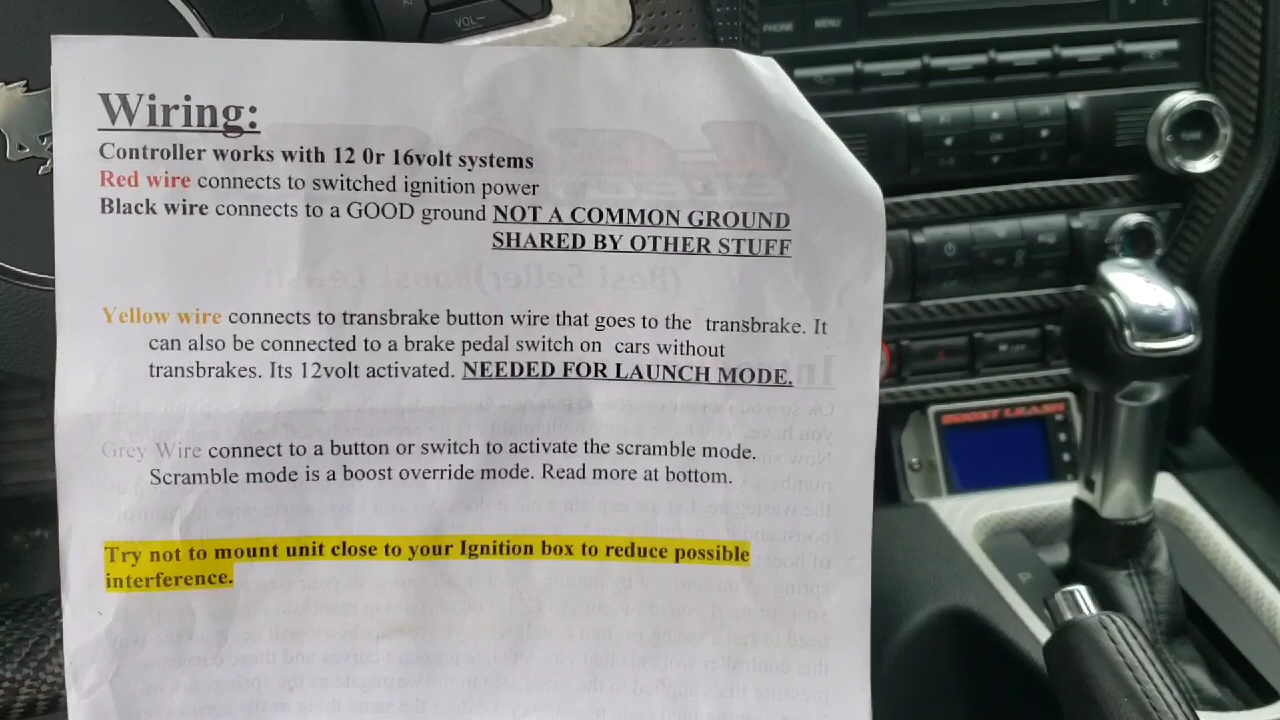 VOL-
PHONE
MENU
Wiring:
Controller works with 12 0r 16volt systems
Red wire connects to switched ignition power
Black wire connects to a GOOD ground NOT A COMMON GROUND
SHARED BY OTHER STUFF
Yellow wire connects to transbrake button wire that goes to the transbrake. It
can also be connected to a brake pedal switch on cars without
transbrakes. Its 12volt activated. NEEDED FOR LAUNCH MODE.
BOOST LEASH
Grey Wire connect to a button or switch to activate the scramble mode.
Scramble mode is a boost override mode. Read more at bottom.
Try not to mount unit close to your Ignition box to reduce possible
interference.